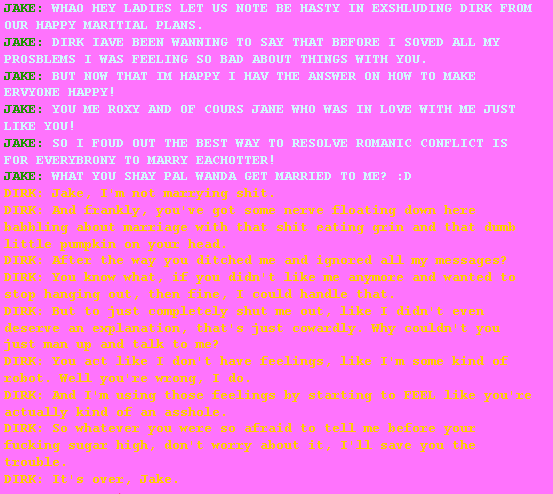 JAKE: WHAO HEY LADIES LET US NOTE BE HASTY IN EXSHLUDING DIRK FROM
OUR HAPPY MARITIAL PLANS.
JAKE: DIRK IAVE BEEN WANNING TO SAY THAT BEFORE I SOVED ALL MY
PROSBLEMS I WAS FEELING SO BAD ABOUT THINGS WITH YOU.
JAKE: BUT NOW THAT IM HAPPY I HAV THE ANSWER ON HOW TO MAKE
ERVYONE HAPPY!
JAKE: YOU ME ROXY AND OF COURS JANE WHO WAS IN LOVE WITH ME JUST
LIKE YOU!
JAKE: SO I FOUD OUT THE BEST WAY TO RESOLVE ROMANIC CONFLICT IS
FOR EVERYBRONY TO MARRY EACHOTTER!
JAKE: WHAT YOU SHAY PAL WANDA GET MARRIED TO ME? :D
DIRK: Jake, I'm not marrying shit.
DIRK: And frankly, you've got some nerve floating down here
babbling about marriage with that shit eating grin and that dumb
little pumpkin on your head.
DIRK: After the way you ditched me and ignored all my messages?
DIRK: You know what, if you didn't like me anymore and wanted to
stop hanging out, then fine, I could handle that.
DIRK: But to just completely shut me out, like I didn't even
deserve an explanation, that's just cowardly. Why couldn't you
just man up and talk to me?
DIRK: You act like I don't have feelings, like I'm some kind of
robot. Well you're wrong, I do.
DIRK: And I'm using those feelings by starting to FEEL like you're
actually kind of an asshole.
DIRK: So whatever you were so afraid to tell me before your
fucking sugar high, don't worry about it, I'll save you the
trouble.
DIRK: It's over, Jake.